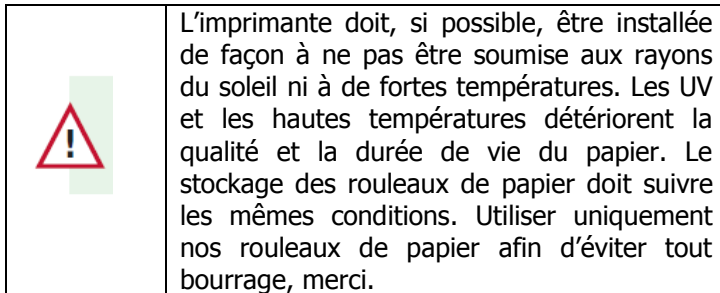 L’imprimante doit, si possible, être installée
de façon à ne pas être soumise aux rayons
du soleil ni à de fortes températures. Les UV
et les hautes températures détériorent la
qualité et la durée de vie du papier. Le
stockage des rouleaux de papier doit suivre
les mêmes conditions. Utiliser uniquement
nos rouleaux de papier afin d’éviter tout
bourrage, merci.